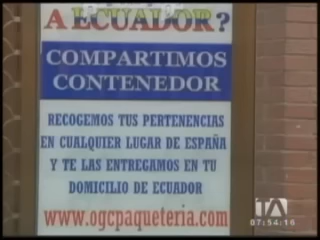 A ECUADOR?
COMPARTIMOS
CONTENEDOR
RECOGEMOS TUS PERTENENCIAS
EN CUALQUIER LUGAR DE ESPAÑA
Y TE LAS ENTREGAMOS EN TU
DOMICILIO DE ECUADOR
www.ogcpaqueteria.com
TA
07:54:16